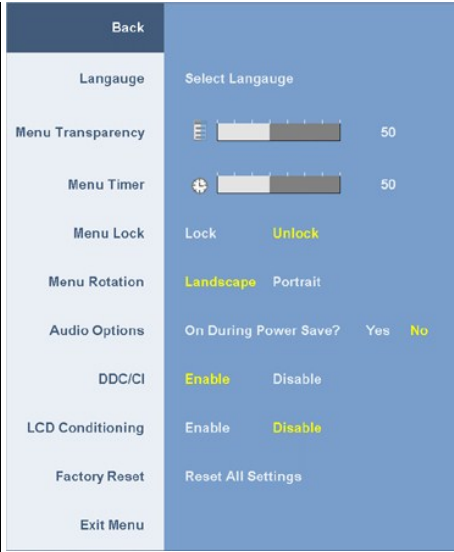 Back
Langauge Select Langauge
Menu Transparency 50
Menu Timer 50
Menu Lock Lock Unlock
Menu Rotation Landscape Portrait
Audio Options On During Power Save? Yes No
DDC/CI Enable Disable
LCD Conditioning Enable Disable
Factory Reset Reset All Settings
Exit Menu